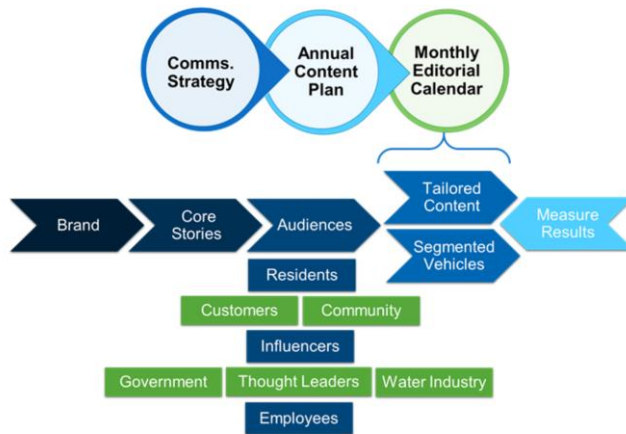 Comms.
Strategy
Annual
Content
Plan
Monthly
Editorial
Calendar
Brand
Core
Stories
Audiences
Tailored
Content
Segmented
Vehicles
Measure
Results
Residents
Customers
Community
Influencers
Government
Thought Leaders
Water Industry
Employees